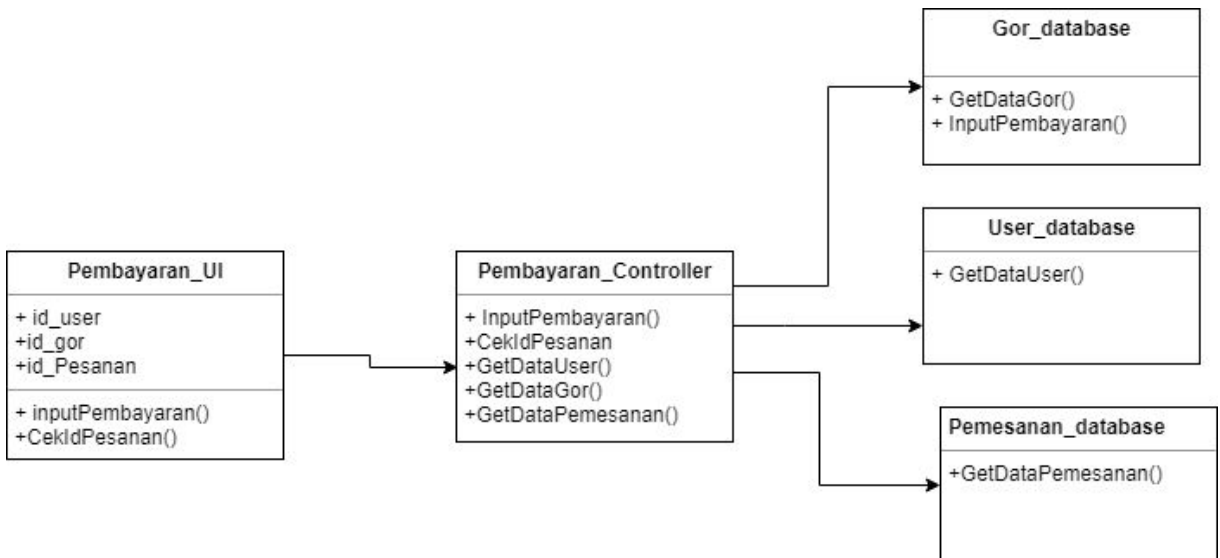 Pembayaran_UI
+ id_user
+id_gor
+id_Pesanan
+ inputPembayaran()
+CekIdPesanan()
Pembayaran_Controller
+ InputPembayaran()
+CekIdPesanan
+GetDataUser()
+GetDataGor()
+GetDataPemesanan()
Gor_database
+ GetDataGor()
+ InputPembayaran()
User_database
+ GetDataUser()
Pemesanan_database
+GetDataPemesanan()